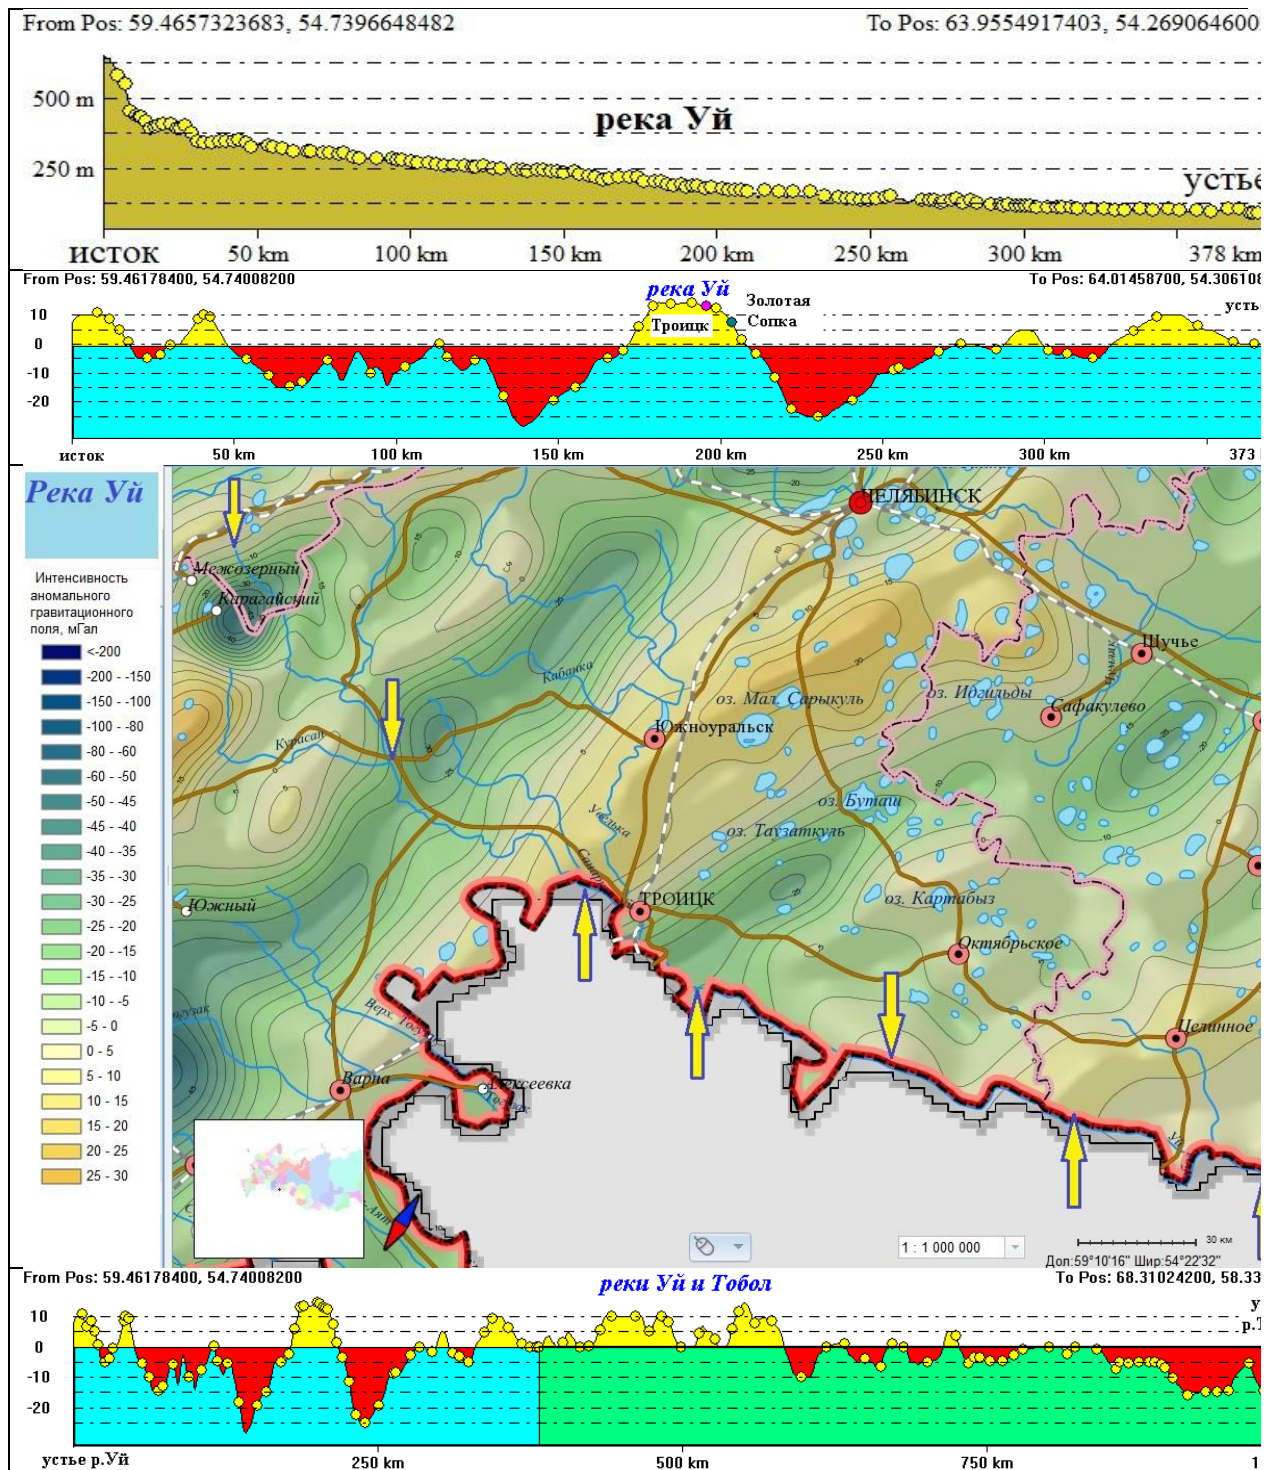 From Pos: 59.4657323683, 54.7396648482
To Pos: 63.9554917403, 54.269064600
500 m
река Уй
250 m
устье
исток
50 km
100 km
150 km
200 km
250 km
300 km
378 km
From Pos: 59.46178400, 54.74008200
To Pos: 64.01458700, 54.306108
река Уй
Золотая
Сопка
Троицк
устье
10
0
-10
-20
исток
50 km
100 km
150 km
200 km
250 km
300 km
373
Река Уй
Интенсивность
аномального
гравитационного
поля, мГал
<-200
-200 - -150
-150 - -100
-100 - -80
-80 - -60
-60 - -50
-50 - -45
-45 - -40
-40 - -35
-35 - -30
-30 - -25
-25 - -20
-20 - -15
-15 - -10
-10 - -5
-5 - 0
0 - 5
5 - 10
10 - 15
15 - 20
20 - 25
25 - 30
ЧЕЛЯБИНСК
Межозерный
Карагайский
Щучье
Кабанка
оз. Мал. Сарыкуль
оз. Идгильды
Сафакулево
Курасан
Южноуральск
оз. Буташ
Увелька
оз. Таузаткуль
Санар
Южный
ТРОИЦК
оз. Картабыз
Октябрьское
Верх. Тогуз
Целинное
Варна
Алексеевка
Уй
Аят
1 : 1 000 000
30 км
Дол:59°10'16" Шир:54°22'32"
From Pos: 59.46178400, 54.74008200
реки Уй и Тобол
To Pos: 68.31024200, 58.33
у
р.Т
10
0
-10
-20
устье р.Уй
250 km
500 km
750 km
1